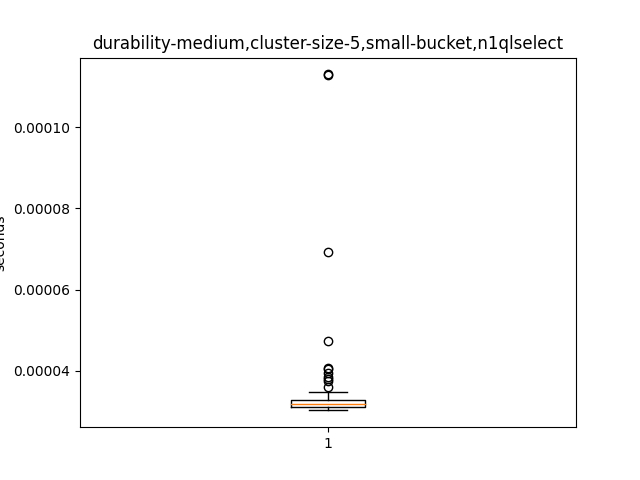 durability-medium,cluster-size-5,small-bucket,n1qlselect
0.00010
0.00008
0.00006
0.00004
seconds
1